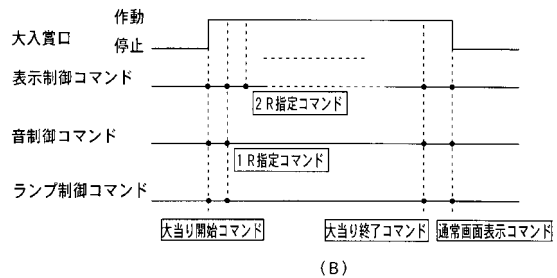 作動
大入賞口
停止
表示制御コマンド
2R指定コマンド
音制御コマンド
1R指定コマンド
ランプ制御コマンド
大当り開始コマンド 大当り終了コマンド 通常画面表示コマンド
(B)